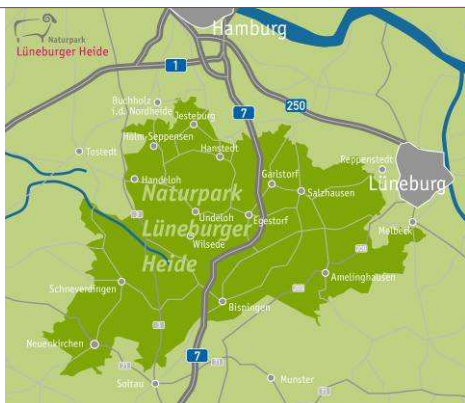 Naturpark
Lüneburger Heide
Hamburg
1
7
250
Buchholz
i.d. Nordheide
Jesteburg
Tostedt
Holm-Seppensen
Hanstedt
Reppenstedt
Lüneburg
Handeloh
Garlstorf
Salzhausen
Naturpark
Lüneburger
Heide
Undeloh
Egestorf
Wilsede
Melbeck
Amelinghausen
Schneverdingen
Bispingen
Neuenkirchen
7
Soltau
Munster